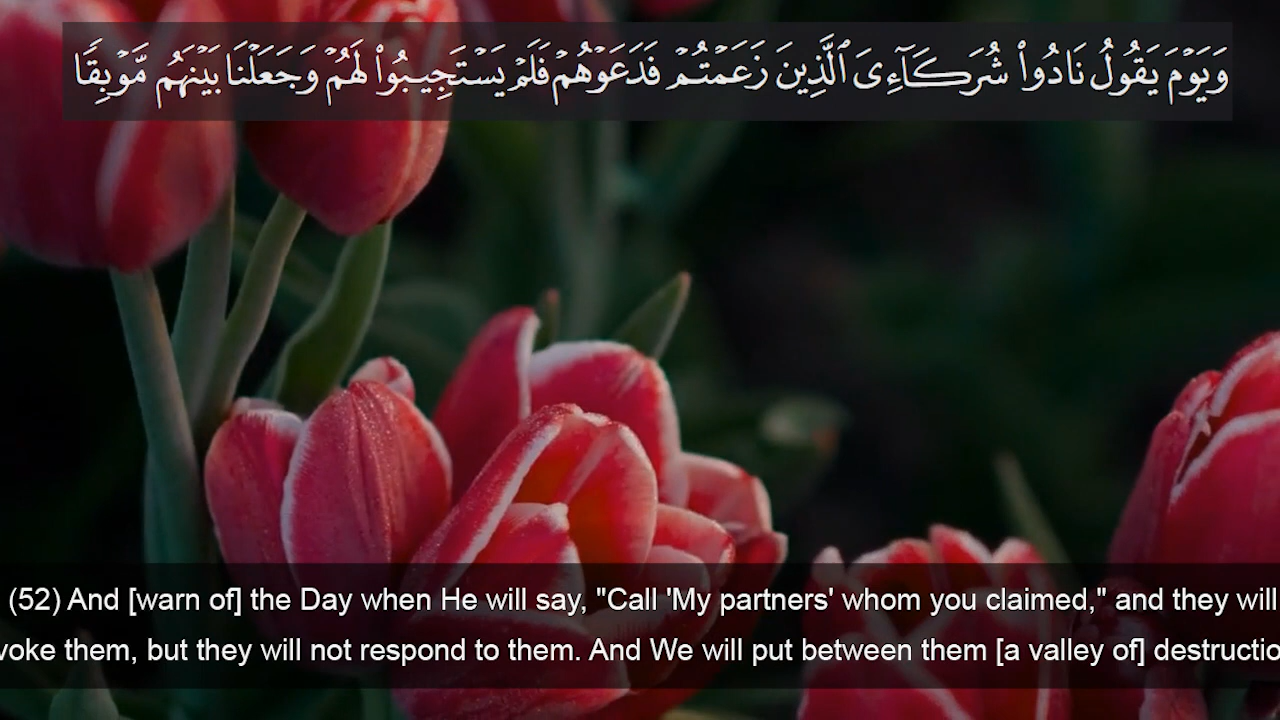 وَيَوْمَ يَقُولُ نَادُوا۟ شُرَكَآءِىَ ٱلَّذِينَ زَعَمْتُمْ فَدَعَوْهُمْ فَلَمْ يَسْتَجِيبُوا۟ لَهُمْ وَجَعَلْنَا بَيْنَهُم مَّوْبِقًا
(52) And [warn of] the Day when He will say, "Call 'My partners' whom you claimed," and they will
voke them, but they will not respond to them. And We will put between them [a valley of] destructio